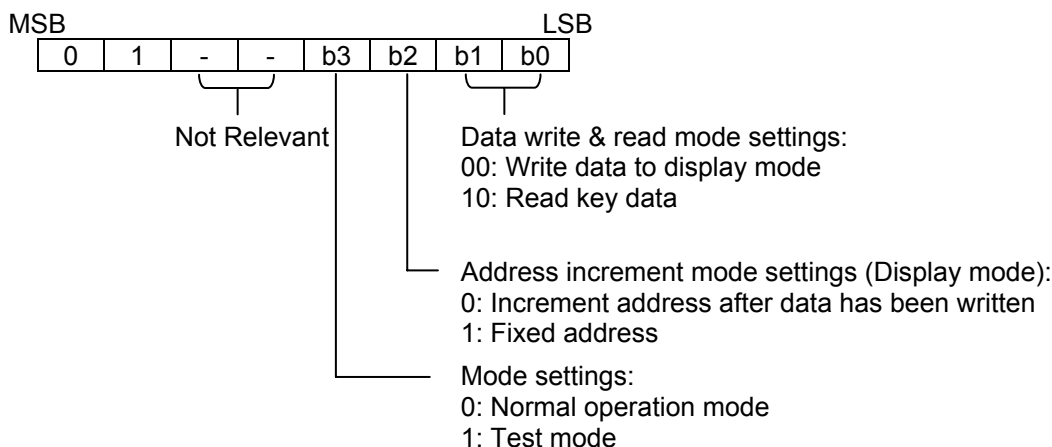 MSB LSB
0 1 - - b3 b2 b1 b0
Not Relevant
Data write & read mode settings:
00: Write data to display mode
10: Read key data
Address increment mode settings (Display mode):
0: Increment address after data has been written
1: Fixed address
Mode settings:
0: Normal operation mode
1: Test mode